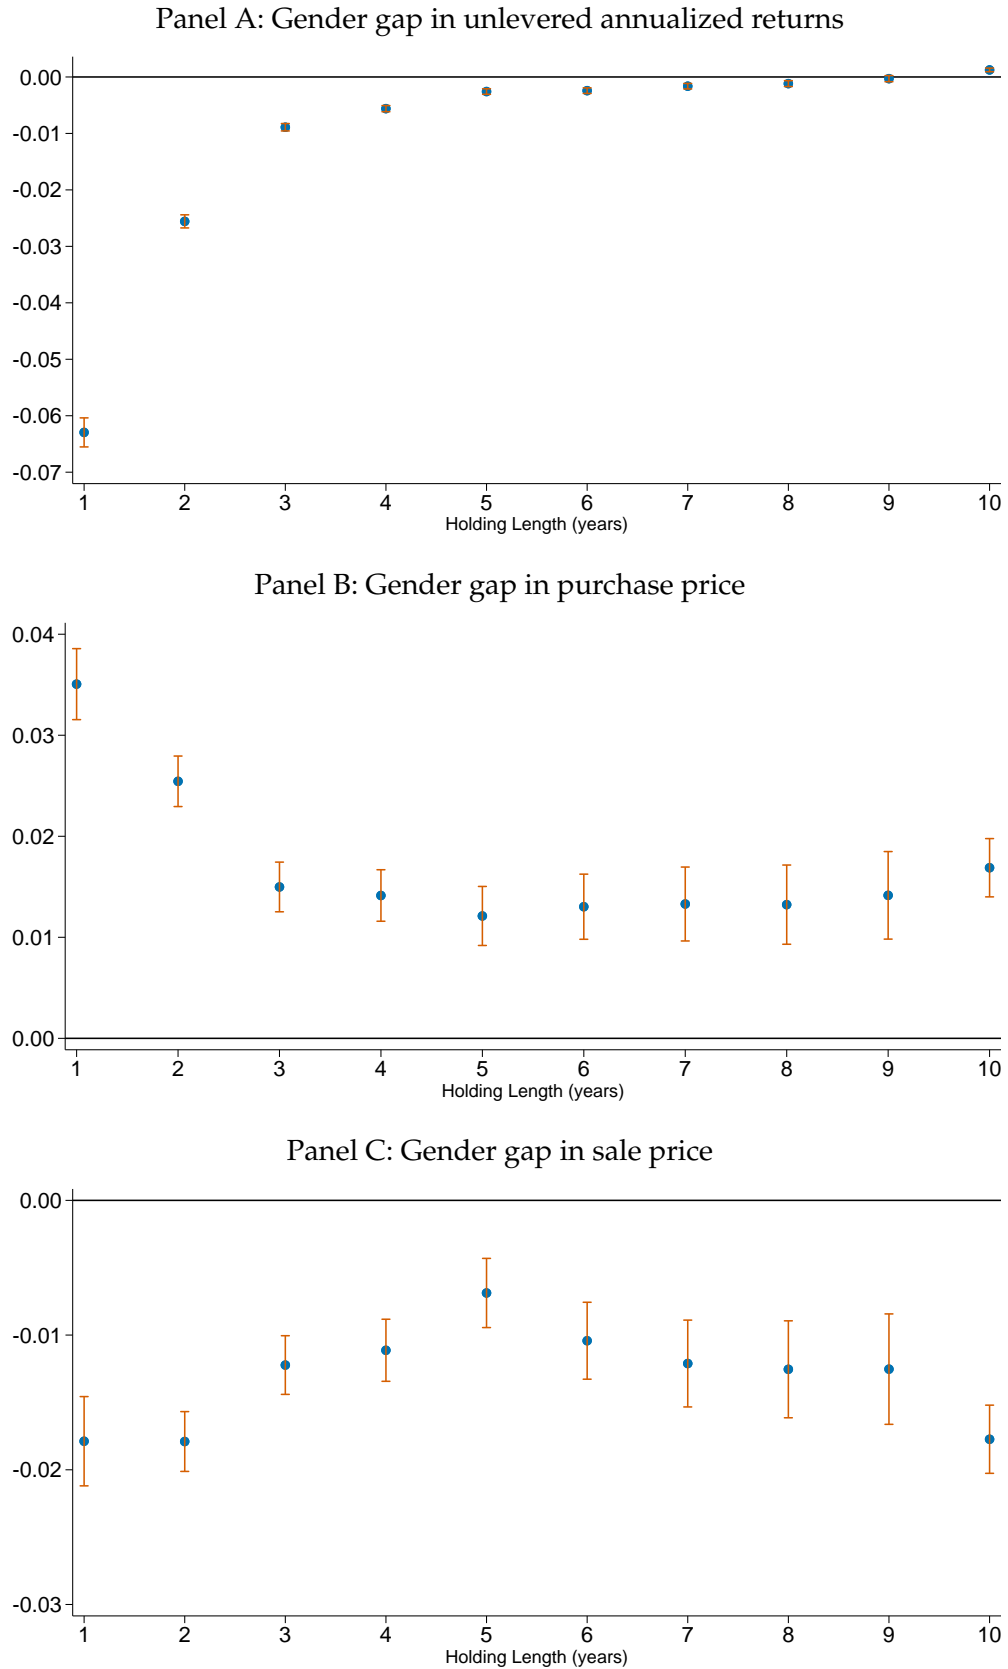 Panel A: Gender gap in unlevered annualized returns
0.00
-0.01
-0.02
-0.03
-0.04
-0.05
-0.06
-0.07
1 2 3 4 5 6 7 8 9 10
Holding Length (years)
Panel B: Gender gap in purchase price
0.04
0.03
0.02
0.01
0.00
1 2 3 4 5 6 7 8 9 10
Holding Length (years)
Panel C: Gender gap in sale price
0.00
-0.01
-0.02
-0.03
1 2 3 4 5 6 7 8 9 10
Holding Length (years)